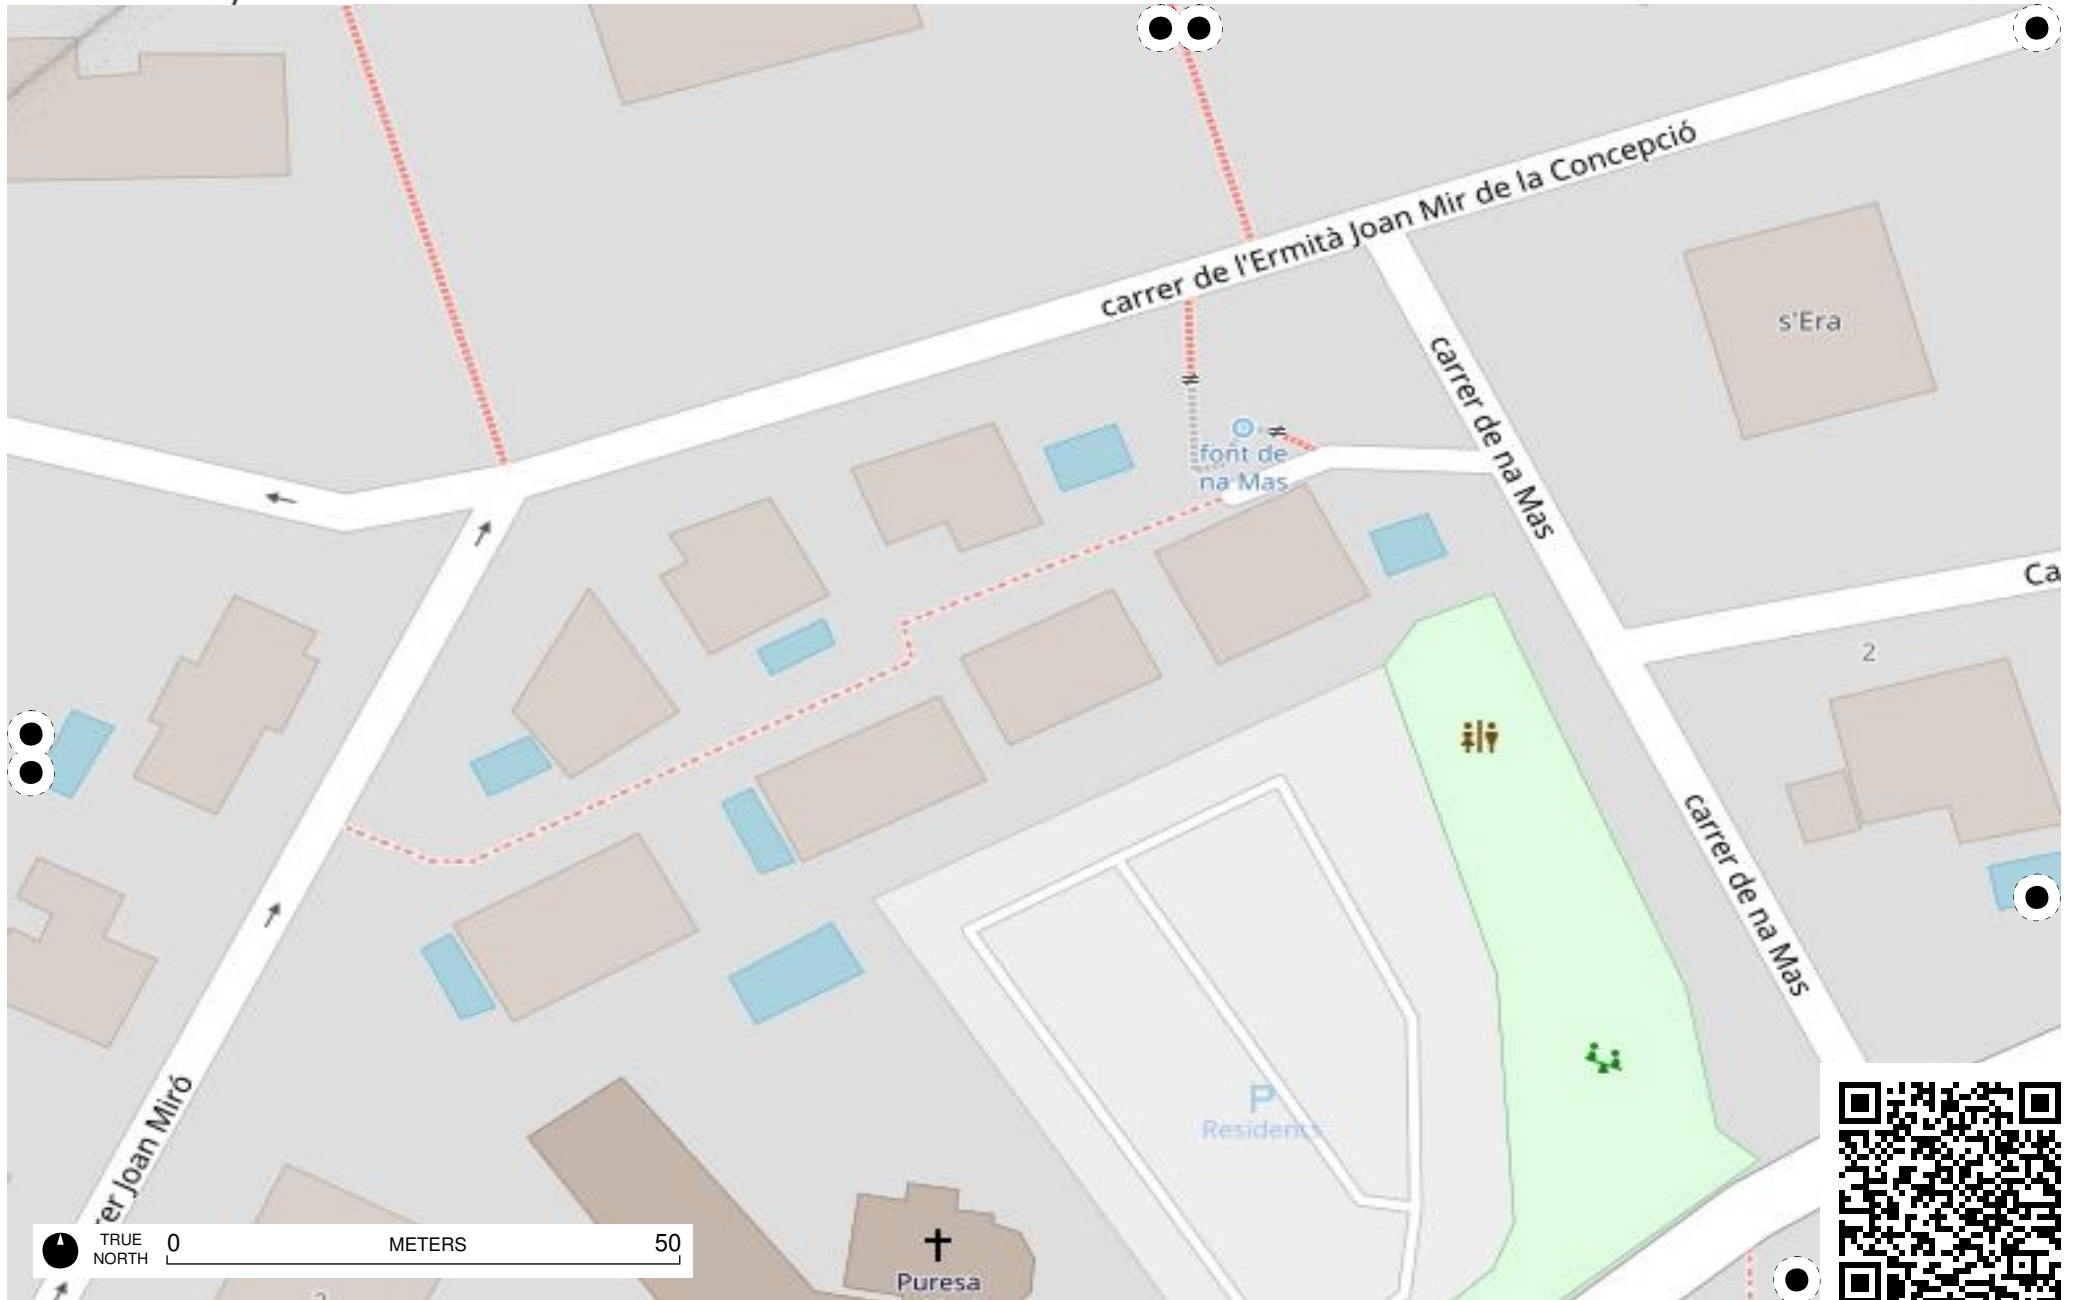 carrer de l'Ermità Joan Mir de la Concepció
s'Era
carrer de na Mas
font de
na Mas
Ca
2
carrer de na Mas
P
Residents
rer Joan Miró
TRUE
NORTH
0
METERS
50
Puresa